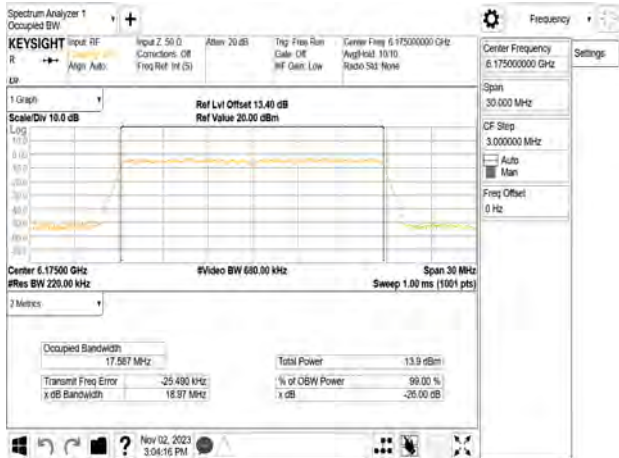 Spectrum Analyzer 1
Occupied BW
Frequency
KEYSIGHT
R
Input: RF
Align: Auto
Input Z: 50 Ω
Corrections: Off
Freq Ref: Int (S)
Atten: 20 dB
Trig: Free Run
Gate: Off
#IF Gain: Low
Center Freq: 6.175000000 GHz
Avg|Hold: 10/10
Radio Std: None
Center Frequency
6.175000000 GHz
Settings
Span
30.000 MHz
CF Step
3.000000 MHz
Auto
Man
Freq Offset
0 Hz
1 Graph
Scale/Div 10.0 dB
Ref Lvl Offset 13.40 dB
Ref Value 20.00 dBm
Log
10.0
0.00
Center 6.17500 GHz
#Res BW 220.00 kHz
#Video BW 680.00 kHz
Span 30 MHz
Sweep 1.00 ms (1001 pts)
2 Metrics
Occupied Bandwidth
17.587 MHz
Total Power
13.9 dBm
Transmit Freq Error
-25.490 kHz
% of OBW Power
99.00 %
x dB Bandwidth
18.97 MHz
x dB
-26.00 dB
?
Nov 02, 2023
3:04:16 PM